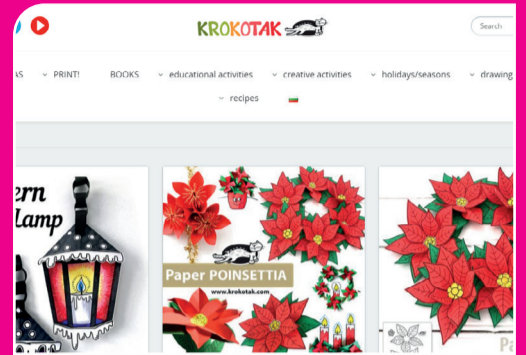 KROKOTAK
Search
AS PRINT! BOOKS educational activities creative activities holidays/seasons drawing
recipes
ern
lamp
Paper POINSETTIA
www.krokotak.com
Pa